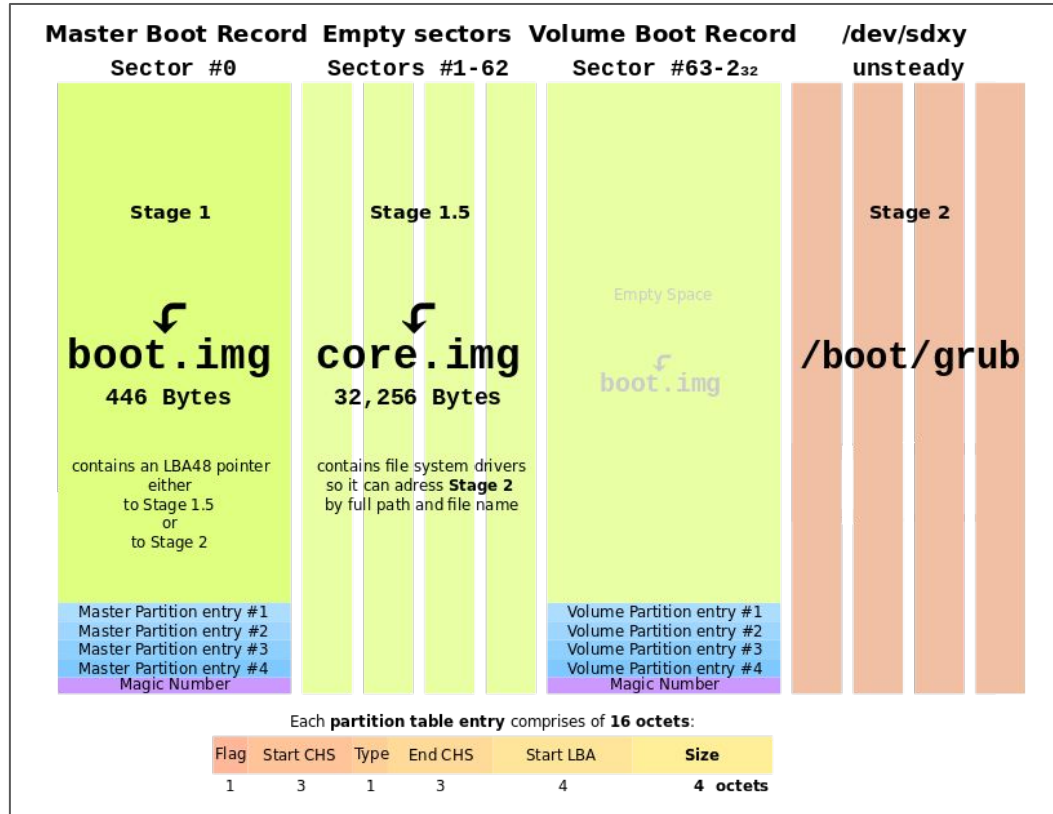 Master Boot Record
Sector #0
Stage 1
boot.img
446 Bytes
contains an LBA48 pointer
either
to Stage 1.5
or
to Stage 2
Master Partition entry #1
Master Partition entry #2
Master Partition entry #3
Master Partition entry #4
Magic Number
Empty sectors
Sectors #1-62
Stage 1.5
core.img
32,256 Bytes
contains file system drivers
so it can adress Stage 2
by full path and file name
Volume Boot Record
Sector #63-2₃₂
Empty Space
boot.img
Volume Partition entry #1
Volume Partition entry #2
Volume Partition entry #3
Volume Partition entry #4
Magic Number
/dev/sdxy
unsteady
Stage 2
/boot/grub
Each partition table entry comprises of 16 octets:
Flag Start CHS Type End CHS Start LBA Size
1 3 1 3 4 4 octets